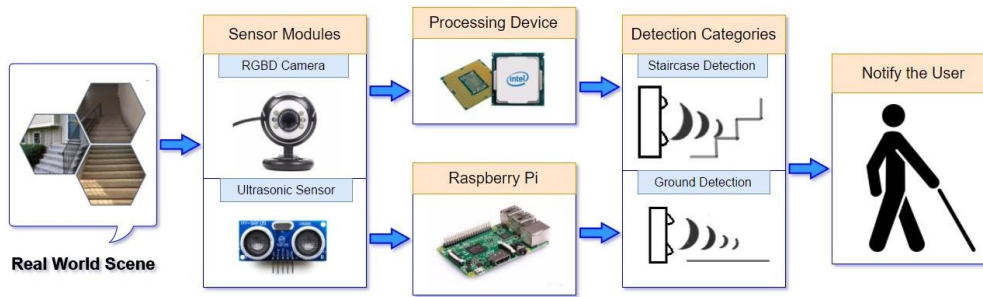 Real World Scene
Sensor Modules
RGBD Camera
Ultrasonic Sensor
Processing Device
intel
Raspberry Pi
Detection Categories
Staircase Detection
Ground Detection
Notify the User